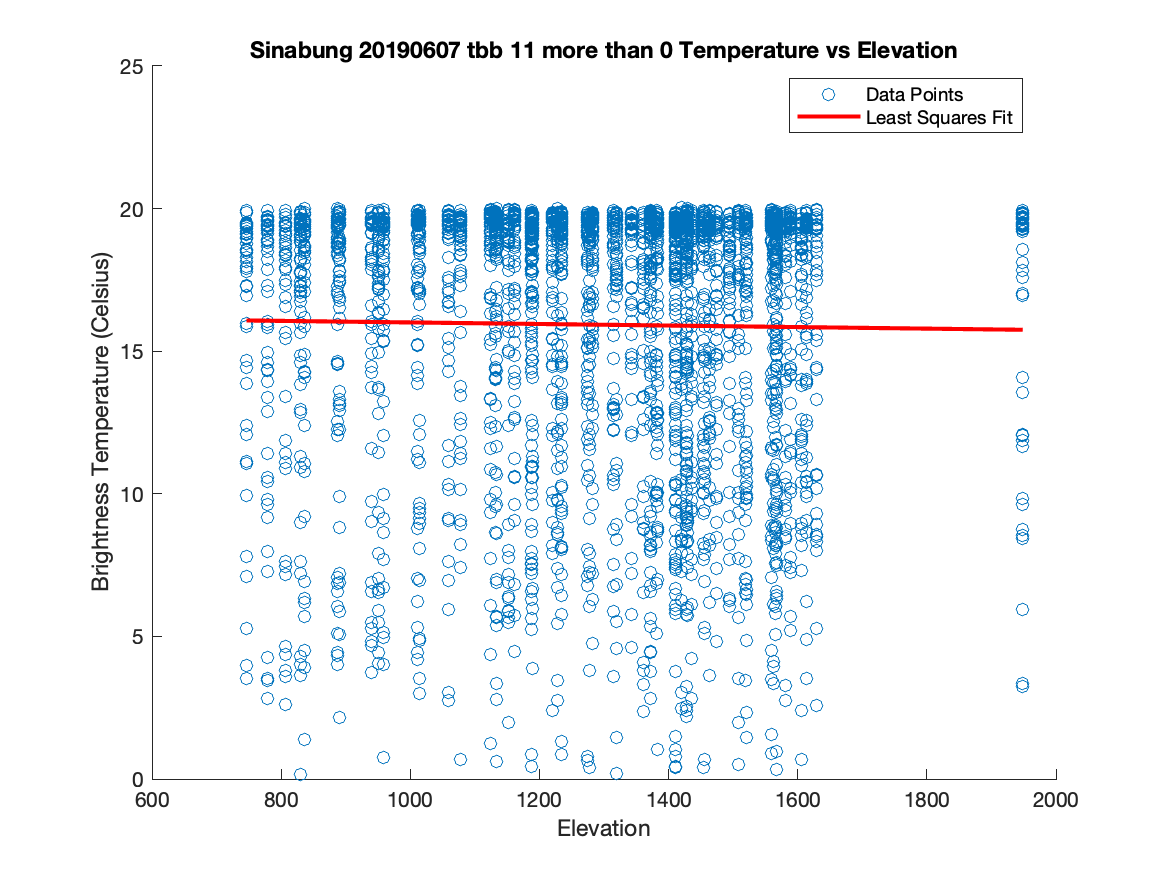 Sinabung 20190607 tbb 11 more than 0 Temperature vs Elevation
Data Points
Least Squares Fit
25
20
15
10
5
0
Brightness Temperature (Celsius)
600 800 1000 1200 1400 1600 1800 2000
Elevation